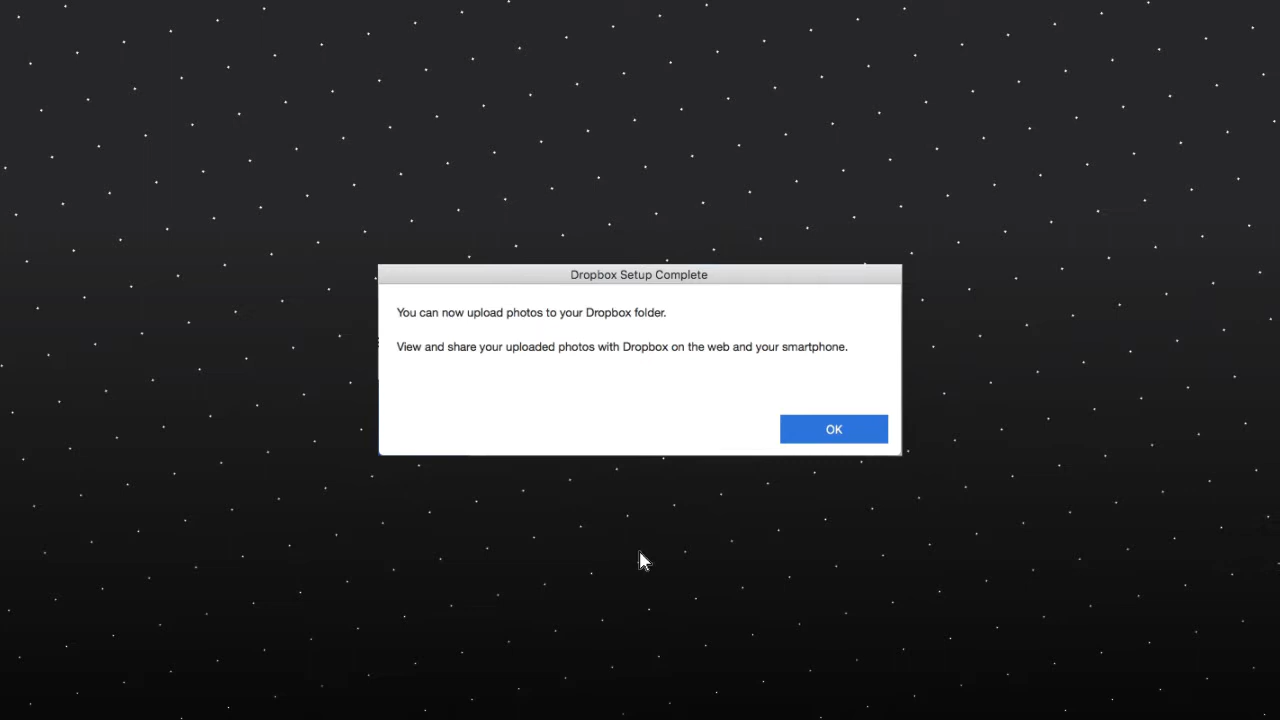 Dropbox Setup Complete
You can now upload photos to your Dropbox folder.
View and share your uploaded photos with Dropbox on the web and your smartphone.
OK